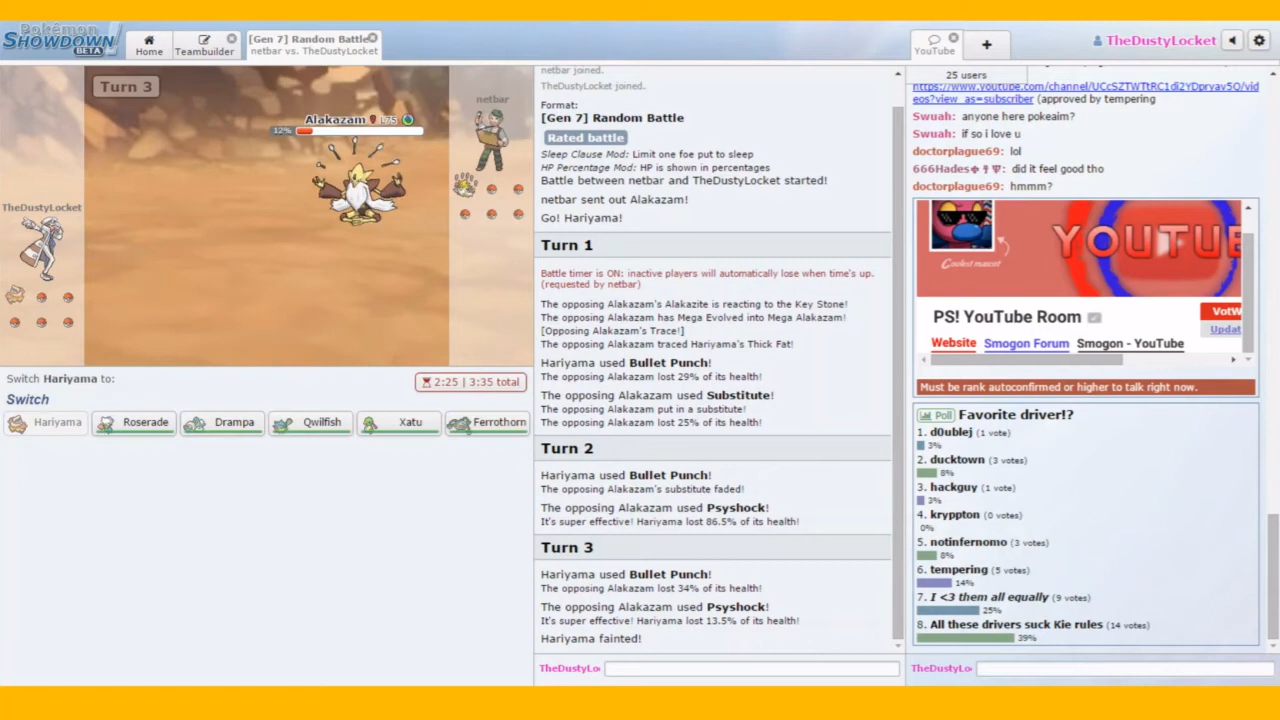 Pokémon
SHOWDOWN
BETA
Home
Teambuilder
[Gen 7] Random Battle
netbar vs. TheDustyLocket
YouTube
+
TheDustyLocket
Turn 3
Alakazam L75
12%
netbar
TheDustyLocket
Switch Hariyama to:
2:25 | 3:35 total
Switch
Hariyama
Roserade
Drampa
Qwilfish
Xatu
Ferrothorn
netbar joined.
TheDustyLocket joined.
Format:
[Gen 7] Random Battle
Rated battle
Sleep Clause Mod: Limit one foe put to sleep
HP Percentage Mod: HP is shown in percentages
Battle between netbar and TheDustyLocket started!
netbar sent out Alakazam!
Go! Hariyama!
Turn 1
Battle timer is ON: inactive players will automatically lose when time's up.
(requested by netbar)
The opposing Alakazam's Alakazite is reacting to the Key Stone!
The opposing Alakazam has Mega Evolved into Mega Alakazam!
[Opposing Alakazam's Trace!]
The opposing Alakazam traced Hariyama's Thick Fat!
Hariyama used Bullet Punch!
The opposing Alakazam lost 29% of its health!
The opposing Alakazam used Substitute!
The opposing Alakazam put in a substitute!
The opposing Alakazam lost 25% of its health!
Turn 2
Hariyama used Bullet Punch!
The opposing Alakazam's substitute faded!
The opposing Alakazam used Psyshock!
It's super effective! Hariyama lost 86.5% of its health!
Turn 3
Hariyama used Bullet Punch!
The opposing Alakazam lost 34% of its health!
The opposing Alakazam used Psyshock!
It's super effective! Hariyama lost 13.5% of its health!
Hariyama fainted!
TheDustyLo
25 users
eos?view_as=subscriber (approved by tempering
Swuah: anyone here pokeaim?
Swuah: if so i love u
doctorplague69: lol
666Hades: did it feel good tho
doctorplague69: hmmm?
YOUTUE
Coolest mascot
PS! YouTube Room
VotW
Updat
Website Smogon Forum Smogon - YouTube
Must be rank autoconfirmed or higher to talk right now.
Poll Favorite driver!?
1. d0ublej (1 vote)
3%
2. ducktown (3 votes)
8%
3. hackguy (1 vote)
3%
4. kryppton (0 votes)
0%
5. notinfernomo (3 votes)
8%
6. tempering (5 votes)
14%
7. I <3 them all equally (9 votes)
25%
8. All these drivers suck Kie rules (14 votes)
39%
TheDustyLo